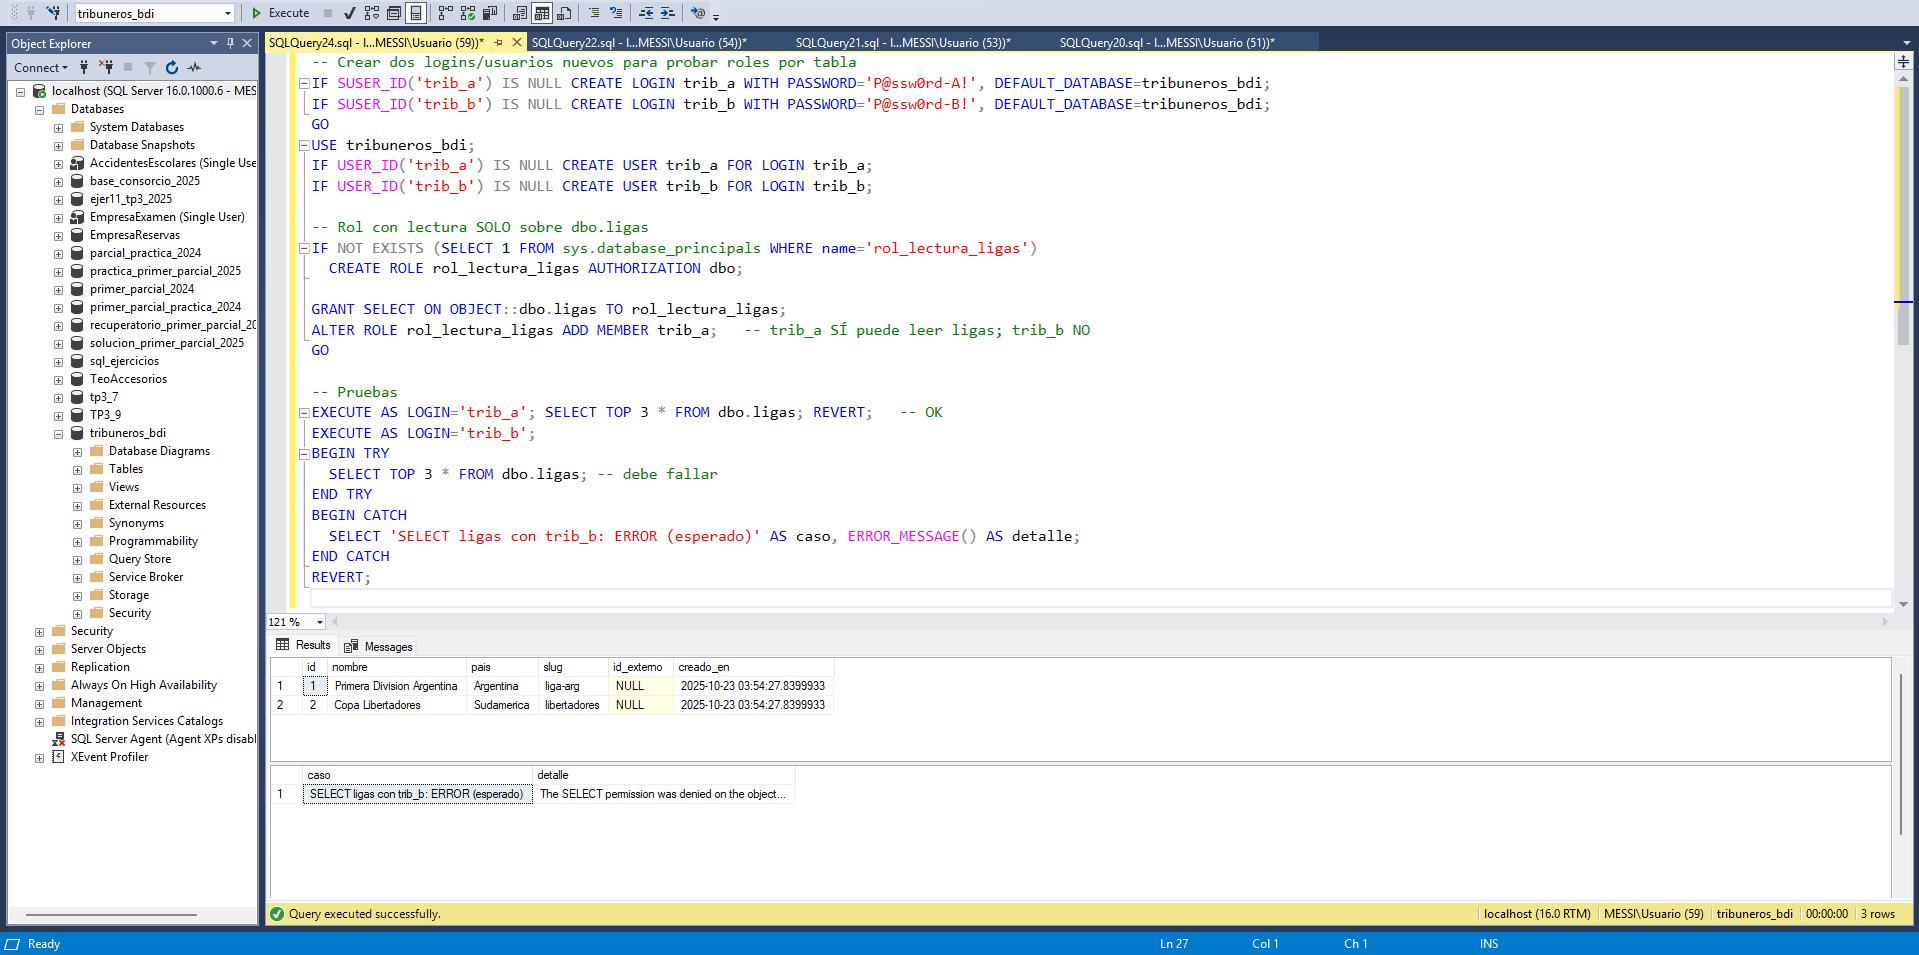 tribuneros_bdi
Execute
Object Explorer
SQLQuery24.sql - l...MESSI\Usuario (59))*
SQLQuery22.sql - l...MESSI\Usuario (54))*
SQLQuery21.sql - l...MESSI\Usuario (53))*
SQLQuery20.sql - l...MESSI\Usuario (51))*
Connect
localhost (SQL Server 16.0.1000.6 - MES
Databases
System Databases
Database Snapshots
AccidentesEscolares (Single Use
base_consorcio_2025
ejer11_tp3_2025
EmpresaExamen (Single User)
EmpresaReservas
parcial_practica_2024
practica_primer_parcial_2025
primer_parcial_2024
primer_parcial_practica_2024
recuperatorio_primer_parcial_20
solucion_primer_parcial_2025
sql_ejercicios
TeoAccesorios
tp3_7
TP3_9
tribuneros_bdi
Database Diagrams
Tables
Views
External Resources
Synonyms
Programmability
Query Store
Service Broker
Storage
Security
Security
Server Objects
Replication
Always On High Availability
Management
Integration Services Catalogs
SQL Server Agent (Agent XPs disabl
XEvent Profiler
-- Crear dos logins/usuarios nuevos para probar roles por tabla
IF SUSER_ID('trib_a') IS NULL CREATE LOGIN trib_a WITH PASSWORD='P@ssw0rd-A!', DEFAULT_DATABASE=tribuneros_bdi;
IF SUSER_ID('trib_b') IS NULL CREATE LOGIN trib_b WITH PASSWORD='P@ssw0rd-B!', DEFAULT_DATABASE=tribuneros_bdi;
GO
USE tribuneros_bdi;
IF USER_ID('trib_a') IS NULL CREATE USER trib_a FOR LOGIN trib_a;
IF USER_ID('trib_b') IS NULL CREATE USER trib_b FOR LOGIN trib_b;
-- Rol con lectura SOLO sobre dbo.ligas
IF NOT EXISTS (SELECT 1 FROM sys.database_principals WHERE name='rol_lectura_ligas')
CREATE ROLE rol_lectura_ligas AUTHORIZATION dbo;
GRANT SELECT ON OBJECT::dbo.ligas TO rol_lectura_ligas;
ALTER ROLE rol_lectura_ligas ADD MEMBER trib_a; -- trib_a SÍ puede leer ligas; trib_b NO
GO
-- Pruebas
EXECUTE AS LOGIN='trib_a'; SELECT TOP 3 * FROM dbo.ligas; REVERT; -- OK
EXECUTE AS LOGIN='trib_b';
BEGIN TRY
SELECT TOP 3 * FROM dbo.ligas; -- debe fallar
END TRY
BEGIN CATCH
SELECT 'SELECT ligas con trib_b: ERROR (esperado)' AS caso, ERROR_MESSAGE() AS detalle;
END CATCH
REVERT;
121 %
Results Messages
id nombre pais slug id_externo creado_en
1 1 Primera Division Argentina Argentina liga-arg NULL 2025-10-23 03:54:27.8399933
2 2 Copa Libertadores Sudamerica libertadores NULL 2025-10-23 03:54:27.8399933
caso detalle
1 SELECT ligas con trib_b: ERROR (esperado) The SELECT permission was denied on the object...
Query executed successfully.
localhost (16.0 RTM) MESSI\Usuario (59) tribuneros_bdi 00:00:00 3 rows
Ready Ln 27 Col 1 Ch 1 INS